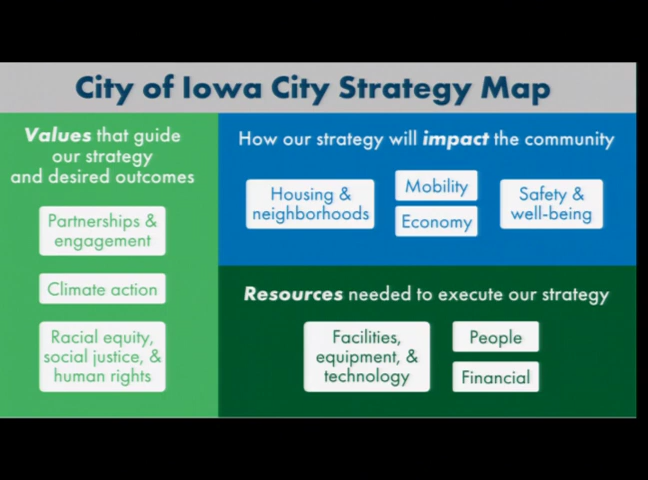 City of Iowa City Strategy Map
Values that guide
our strategy
and desired outcomes
Partnerships &
engagement
Climate action
Racial equity,
social justice, &
human rights
How our strategy will impact the community
Housing &
neighborhoods
Mobility
Economy
Safety &
well-being
Resources needed to execute our strategy
Facilities,
equipment, &
technology
People
Financial